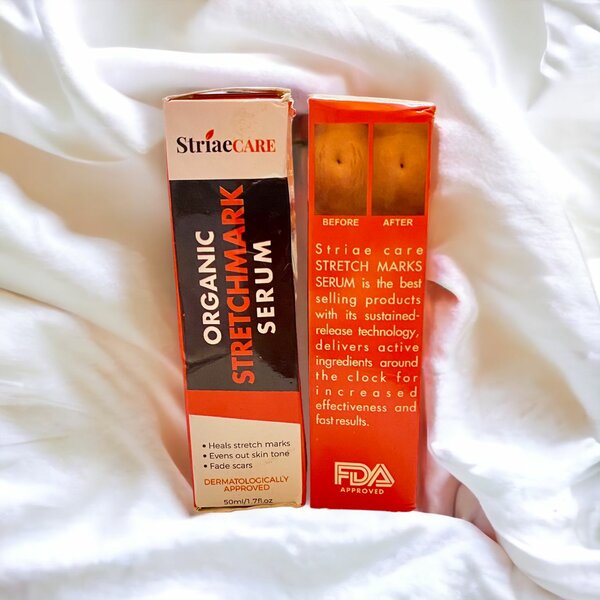 StriaeCARE
ORGANIC
STRETCHMARK
SERUM
• Heals stretch marks
• Evens out skin tone
• Fade scars
DERMATOLOGICALLY
APPROVED
50ml/1.7fl.oz
BEFORE AFTER
Striae care
STRETCH MARKS
SERUM is the best
selling products
with its sustained-
release technology,
delivers active
ingredients around
the clock for
increased
effectiveness and
fast results.
FDA
APPROVED